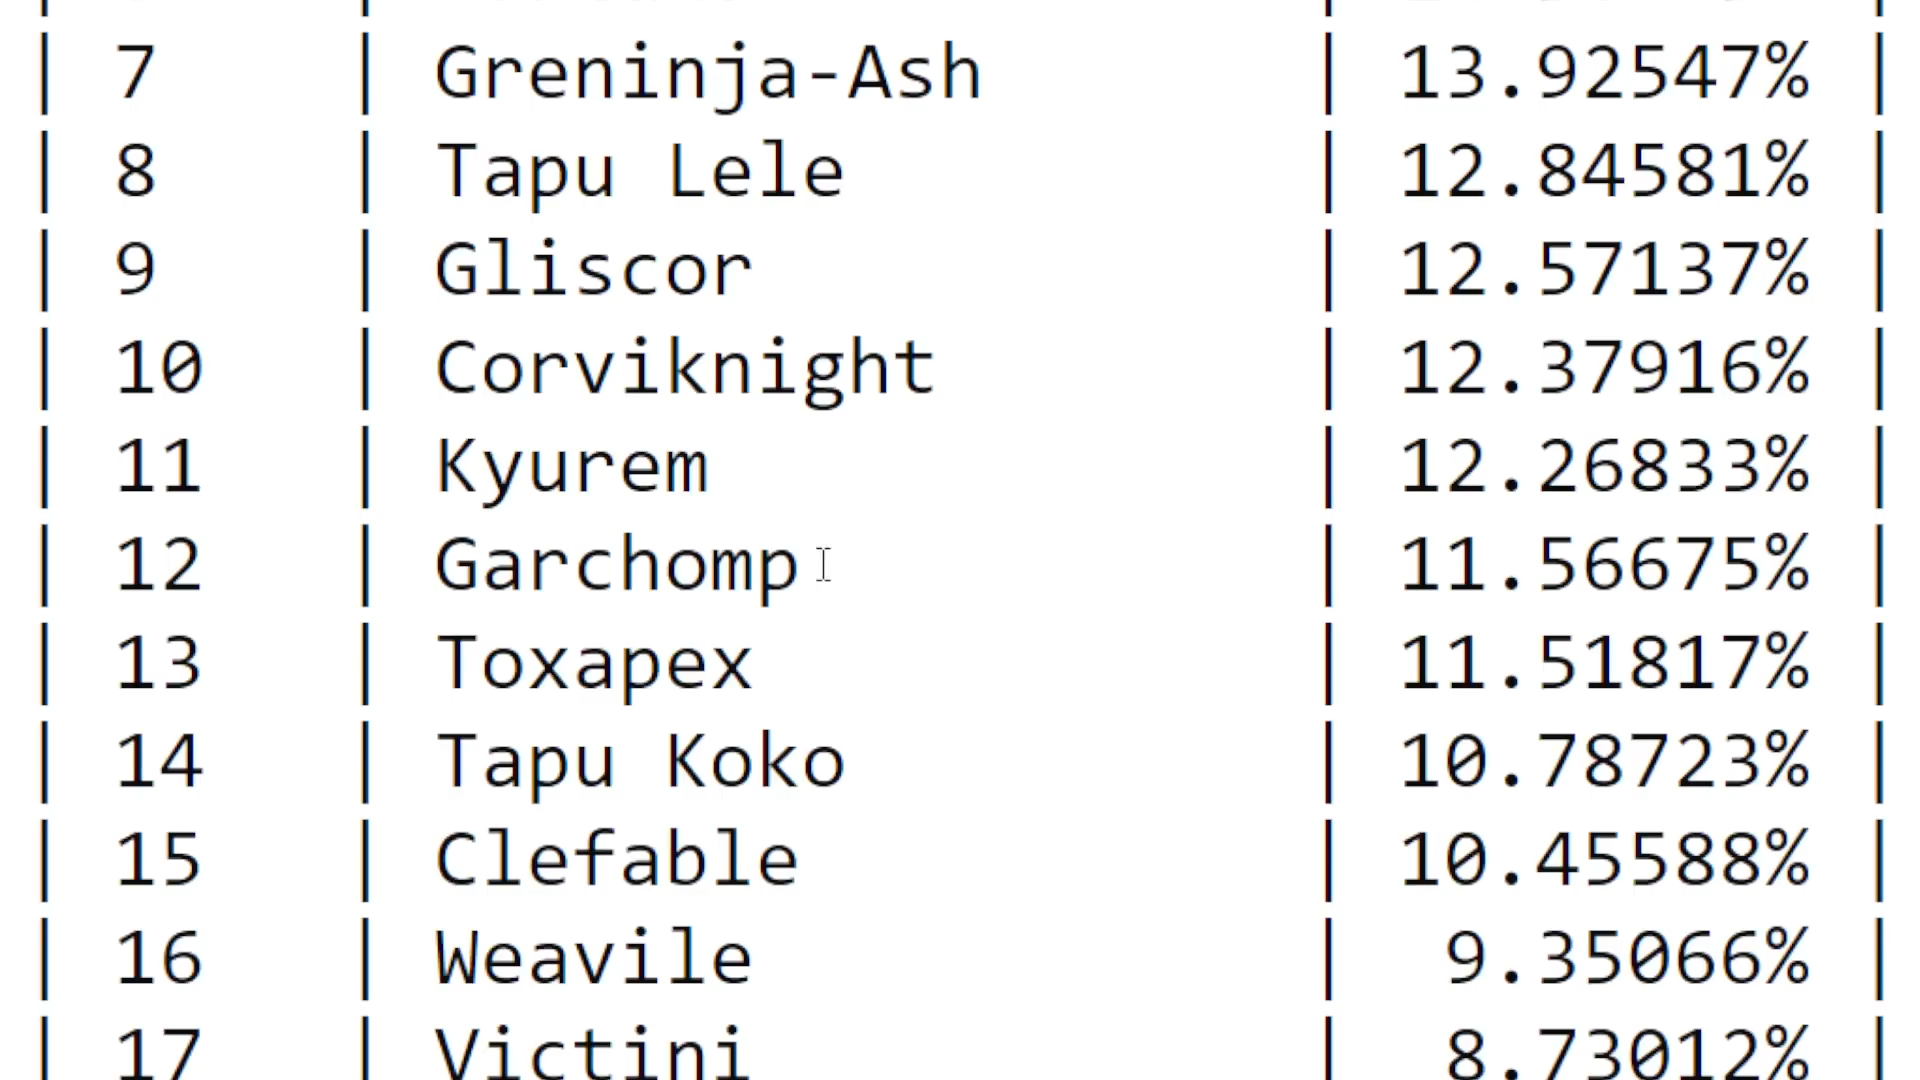 | 7 | Greninja-Ash | 13.92547% |
| 8 | Tapu Lele | 12.84581% |
| 9 | Gliscor | 12.57137% |
| 10 | Corviknight | 12.37916% |
| 11 | Kyurem | 12.26833% |
| 12 | Garchomp | 11.56675% |
| 13 | Toxapex | 11.51817% |
| 14 | Tapu Koko | 10.78723% |
| 15 | Clefable | 10.45588% |
| 16 | Weavile | 9.35066% |
| 17 | Victini | 8.73012% |